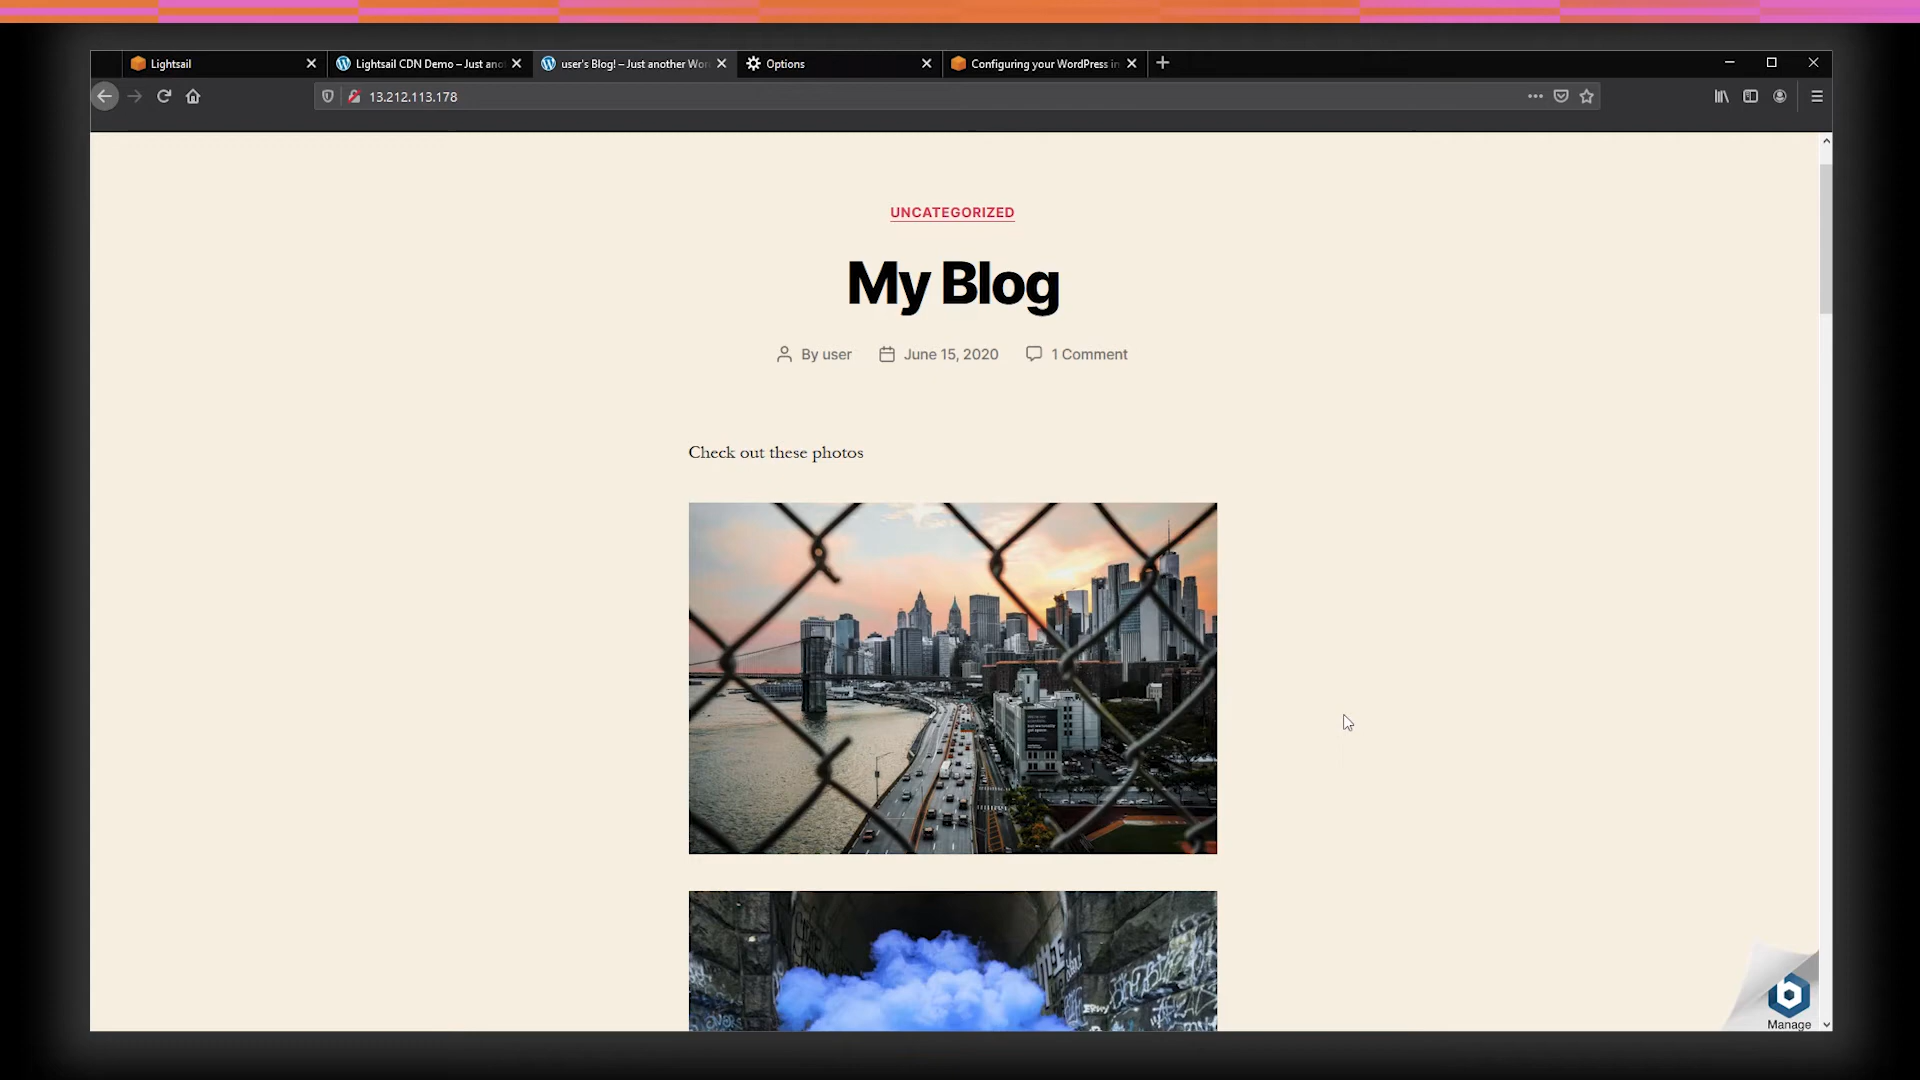 Lightsail
Lightsail CDN Demo – Just ano
user's Blog! – Just another Wor
Options
Configuring your WordPress in
13.212.113.178
UNCATEGORIZED
My Blog
By user
June 15, 2020
1 Comment
Check out these photos
Manage